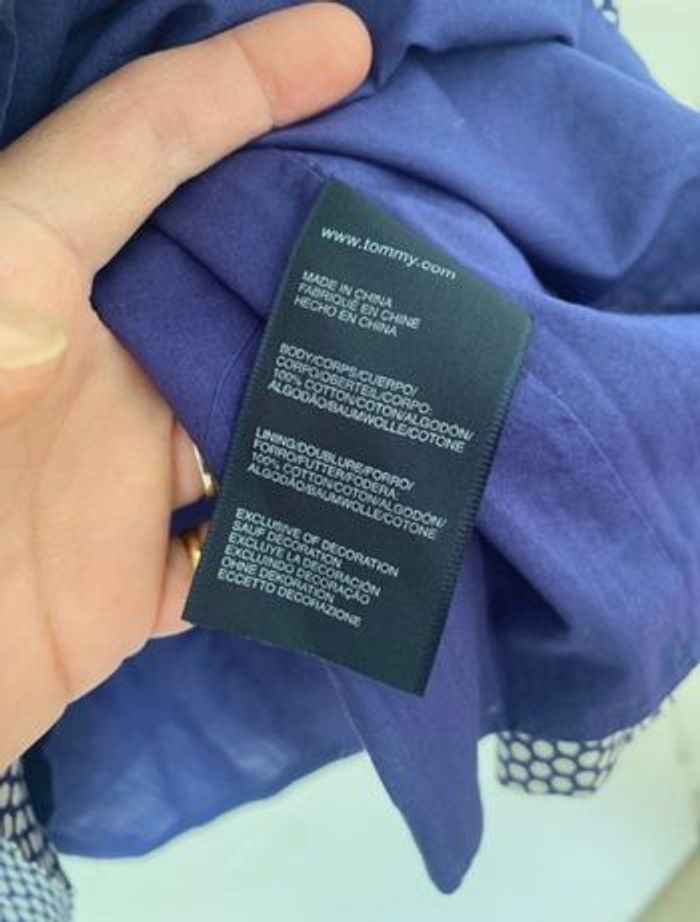 www.tommy.com
MADE IN CHINA
FABRIQUÉ EN CHINE
HECHO EN CHINA
BODY/CORPS/CUERPO/
CORPO/OBERTEIL/CORPO:
100% COTTON/COTON/ALGODÓN/
ALGODÃO/BAUMWOLLE/COTONE
LINING/DOUBLURE/FORRO/
FORRO/FUTTER/FODERA:
100% COTTON/COTON/ALGODÓN/
ALGODÃO/BAUMWOLLE/COTONE
EXCLUSIVE OF DECORATION
SAUF DÉCORATION
EXCLUYE LA DECORACIÓN
EXCLUINDO DECORAÇÃO
OHNE DEKORATION
ECCETTO DECORAZIONE